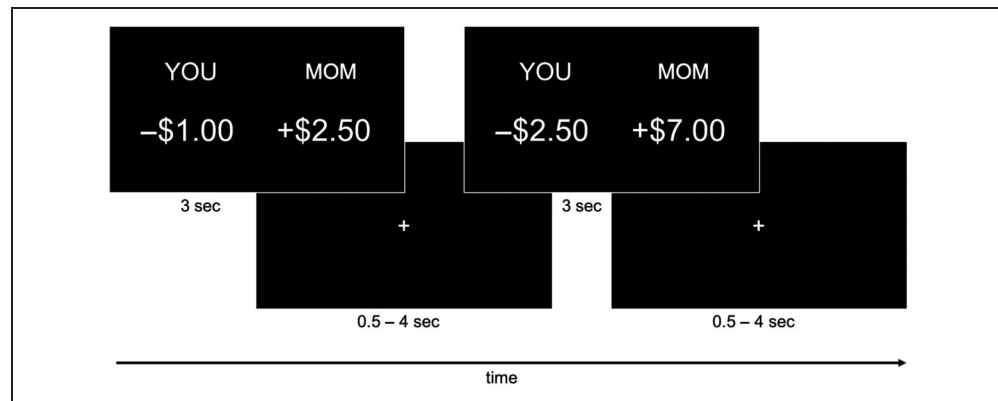 YOU MOM
–$1.00 +$2.50
3 sec
+
0.5 – 4 sec
YOU MOM
–$2.50 +$7.00
3 sec
+
0.5 – 4 sec
time